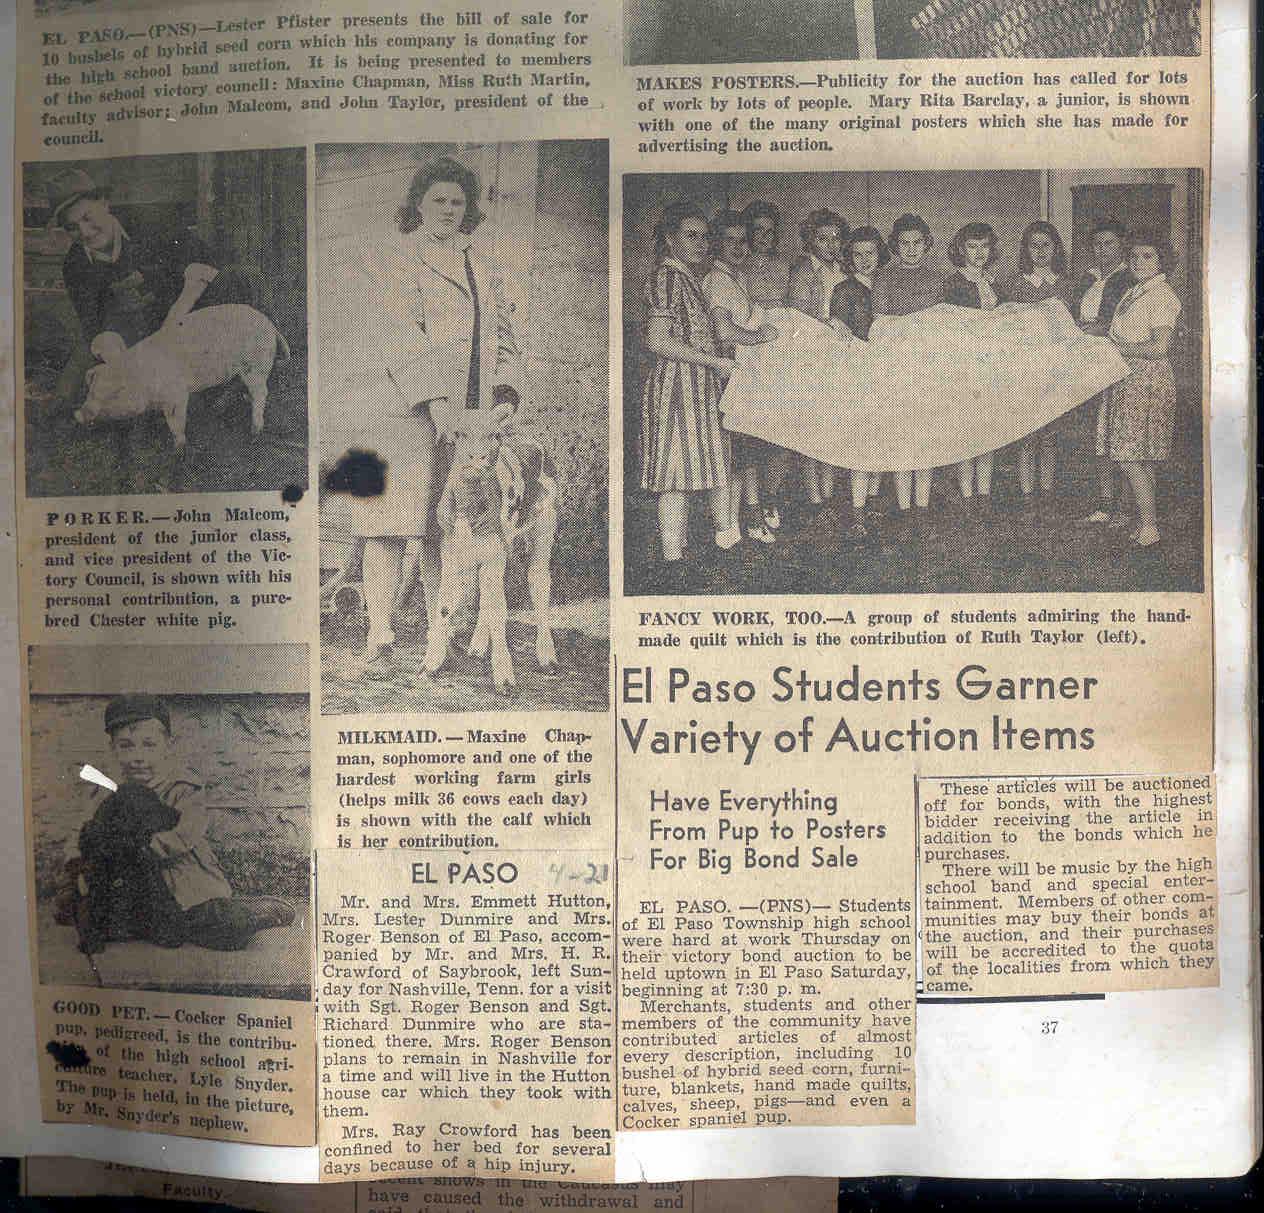 EL PASO.—(PNS)—Lester Pfister presents the bill of sale for
10 bushels of hybrid seed corn which his company is donating for
the high school band auction. It is being presented to members
of the school victory council: Maxine Chapman, Miss Ruth Martin,
faculty advisor; John Malcom, and John Taylor, president of the
council.
MAKES POSTERS.—Publicity for the auction has called for lots
of work by lots of people. Mary Rita Barclay, a junior, is shown
with one of the many original posters which she has made for
advertising the auction.
PORKER.—John Malcom,
president of the junior class,
and vice president of the Vic-
tory Council, is shown with his
personal contribution, a pure-
bred Chester white pig.
GOOD PET.—Cocker Spaniel
pup, pedigreed, is the contribu-
of the high school agri-
culture teacher, Lyle Snyder.
The pup is held, in the picture,
by Mr. Snyder's nephew.
MILKMAID.—Maxine Chap-
man, sophomore and one of the
hardest working farm girls
(helps milk 36 cows each day)
is shown with the calf which
is her contribution.
EL PASO 4-21
Mr. and Mrs. Emmett Hutton,
Mrs. Lester Dunmire and Mrs.
Roger Benson of El Paso, accom-
panied by Mr. and Mrs. H. R.
Crawford of Saybrook, left Sun-
day for Nashville, Tenn. for a visit
with Sgt. Roger Benson and Sgt.
Richard Dunmire who are sta-
tioned there. Mrs. Roger Benson
plans to remain in Nashville for
a time and will live in the Hutton
house car which they took with
them.
Mrs. Ray Crowford has been
confined to her bed for several
days because of a hip injury.
FANCY WORK, TOO.—A group of students admiring the hand-
made quilt which is the contribution of Ruth Taylor (left).
El Paso Students Garner
Variety of Auction Items
Have Everything
From Pup to Posters
For Big Bond Sale
EL PASO. —(PNS)— Students
of El Paso Township high school
were hard at work Thursday on
their victory bond auction to be
held uptown in El Paso Saturday,
beginning at 7:30 p. m.
Merchants, students and other
members of the community have
contributed articles of almost
every description, including 10
bushel of hybrid seed corn, furni-
ture, blankets, hand made quilts,
calves, sheep, pigs—and even a
Cocker spaniel pup.
These articles will be auctioned
off for bonds, with the highest
bidder receiving the article in
addition to the bonds which he
purchases.
There will be music by the high
school band and special enter-
tainment. Members of other com-
munities may buy their bonds at
the auction, and their purchases
will be accredited to the quota
of the localities from which they
came.
37
Faculty
shows in the Caucasus may
have caused the withdrawal and